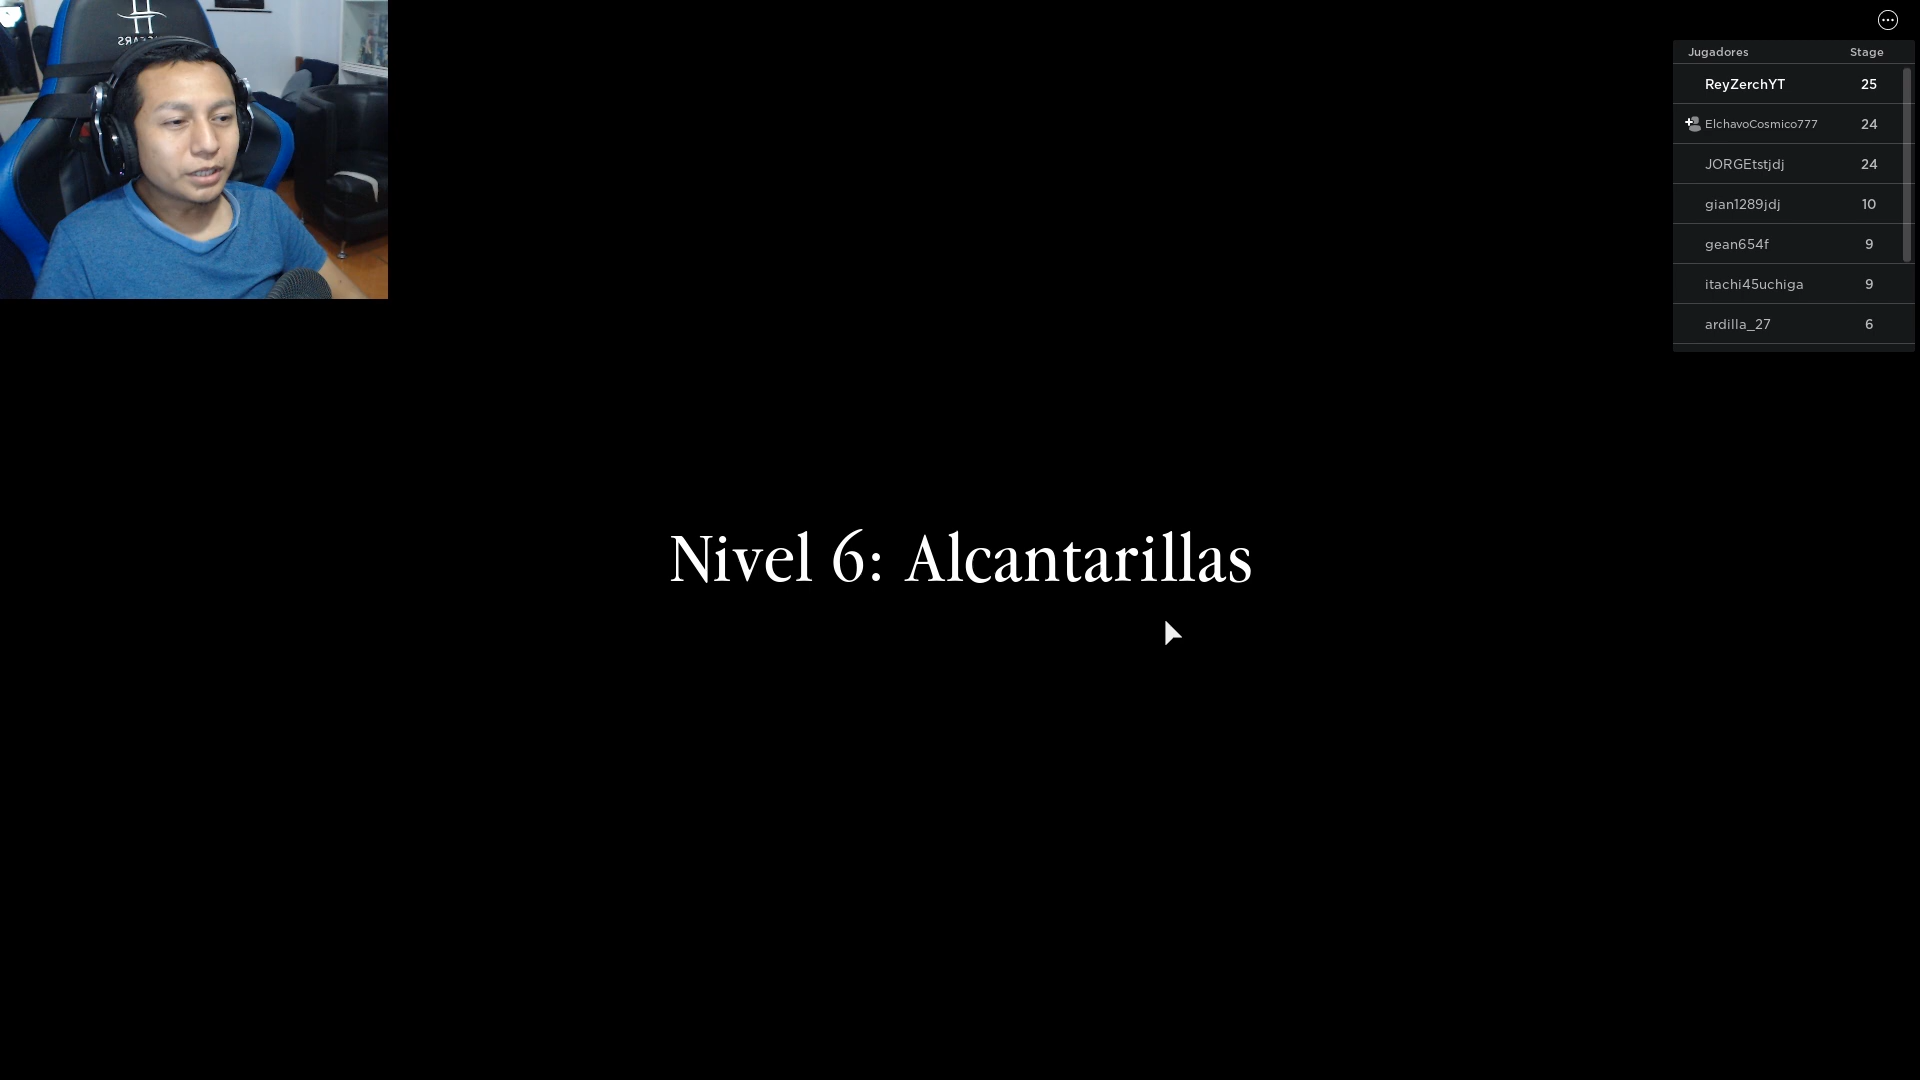 Jugadores Stage
ReyZerchYT 25
ElchavoCosmico777 24
JORGEtstjdj 24
gian1289jdj 10
gean654f 9
itachi45uchiga 9
ardilla_27 6
Nivel 6: Alcantarillas